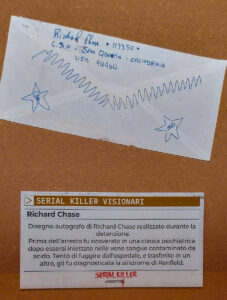 Richard Chase
SAN QUENTIN - CALIFORNIA
USA
SERIAL KILLER VISIONARI
Richard Chase
Disegno autografo di Richard Chase realizzato durante la
detenzione.
Prima dell'arresto fu ricoverato in una clinica psichiatrica
dopo essersi iniettato nelle vene sangue contaminato da
acido. Tentò di fuggire dall'ospedale, e trasferito in un
altro, gli fu diagnosticata la sindrome di Renfield.
SERIAL KILLER